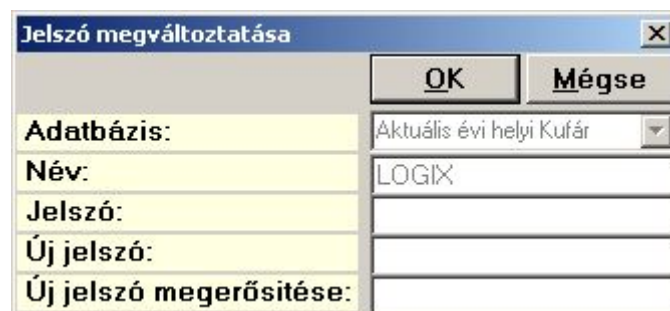 Jelszó megváltoztatása
OK Mégse
Adatbázis: Aktuális évi helyi Kufár
Név: LOGIX
Jelszó:
Új jelszó:
Új jelszó megerősitése: